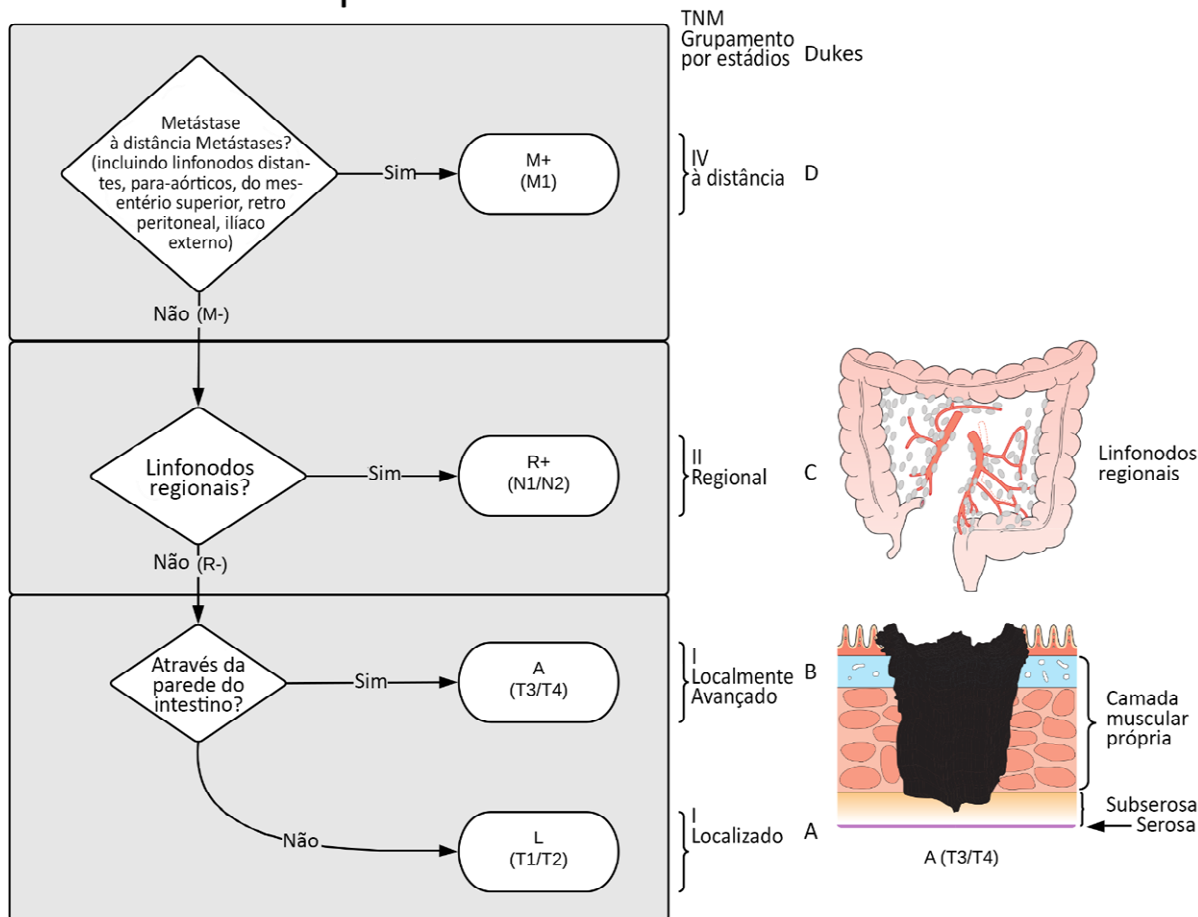 TNM
Grupamento
por estádios
Dukes
Metástase
à distância Metástases?
(incluindo linfonodos distan-
tes, para-aórticos, do mes-
entério superior, retro
peritoneal, ilíaco
externo)
Sim
M+
(M1)
IV
à distância
D
Não (M-)
Linfonodos
regionais?
Sim
R+
(N1/N2)
II
Regional
C
Linfonodos
regionais
Não (R-)
Através da
parede do
intestino?
Sim
A
(T3/T4)
I
Localmente
Avançado
B
Camada
muscular
própria
Não
L
(T1/T2)
I
Localizado
A
Subserosa
Serosa
A (T3/T4)